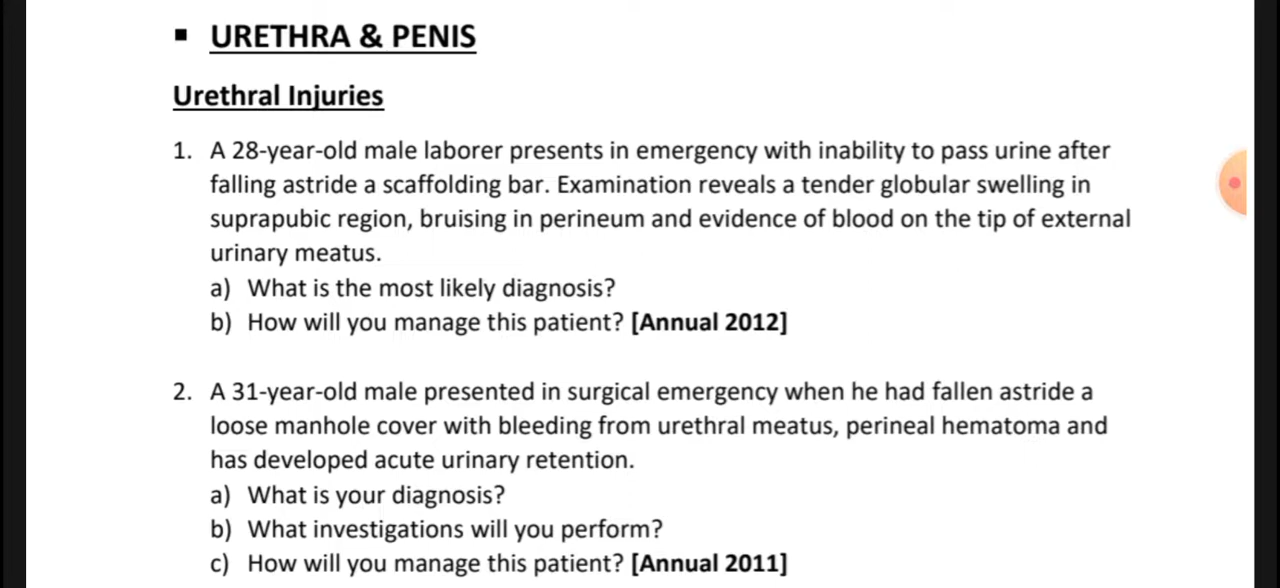 ▪ URETHRA & PENIS
Urethral Injuries
1. A 28-year-old male laborer presents in emergency with inability to pass urine after
falling astride a scaffolding bar. Examination reveals a tender globular swelling in
suprapubic region, bruising in perineum and evidence of blood on the tip of external
urinary meatus.
a) What is the most likely diagnosis?
b) How will you manage this patient? [Annual 2012]
2. A 31-year-old male presented in surgical emergency when he had fallen astride a
loose manhole cover with bleeding from urethral meatus, perineal hematoma and
has developed acute urinary retention.
a) What is your diagnosis?
b) What investigations will you perform?
c) How will you manage this patient? [Annual 2011]